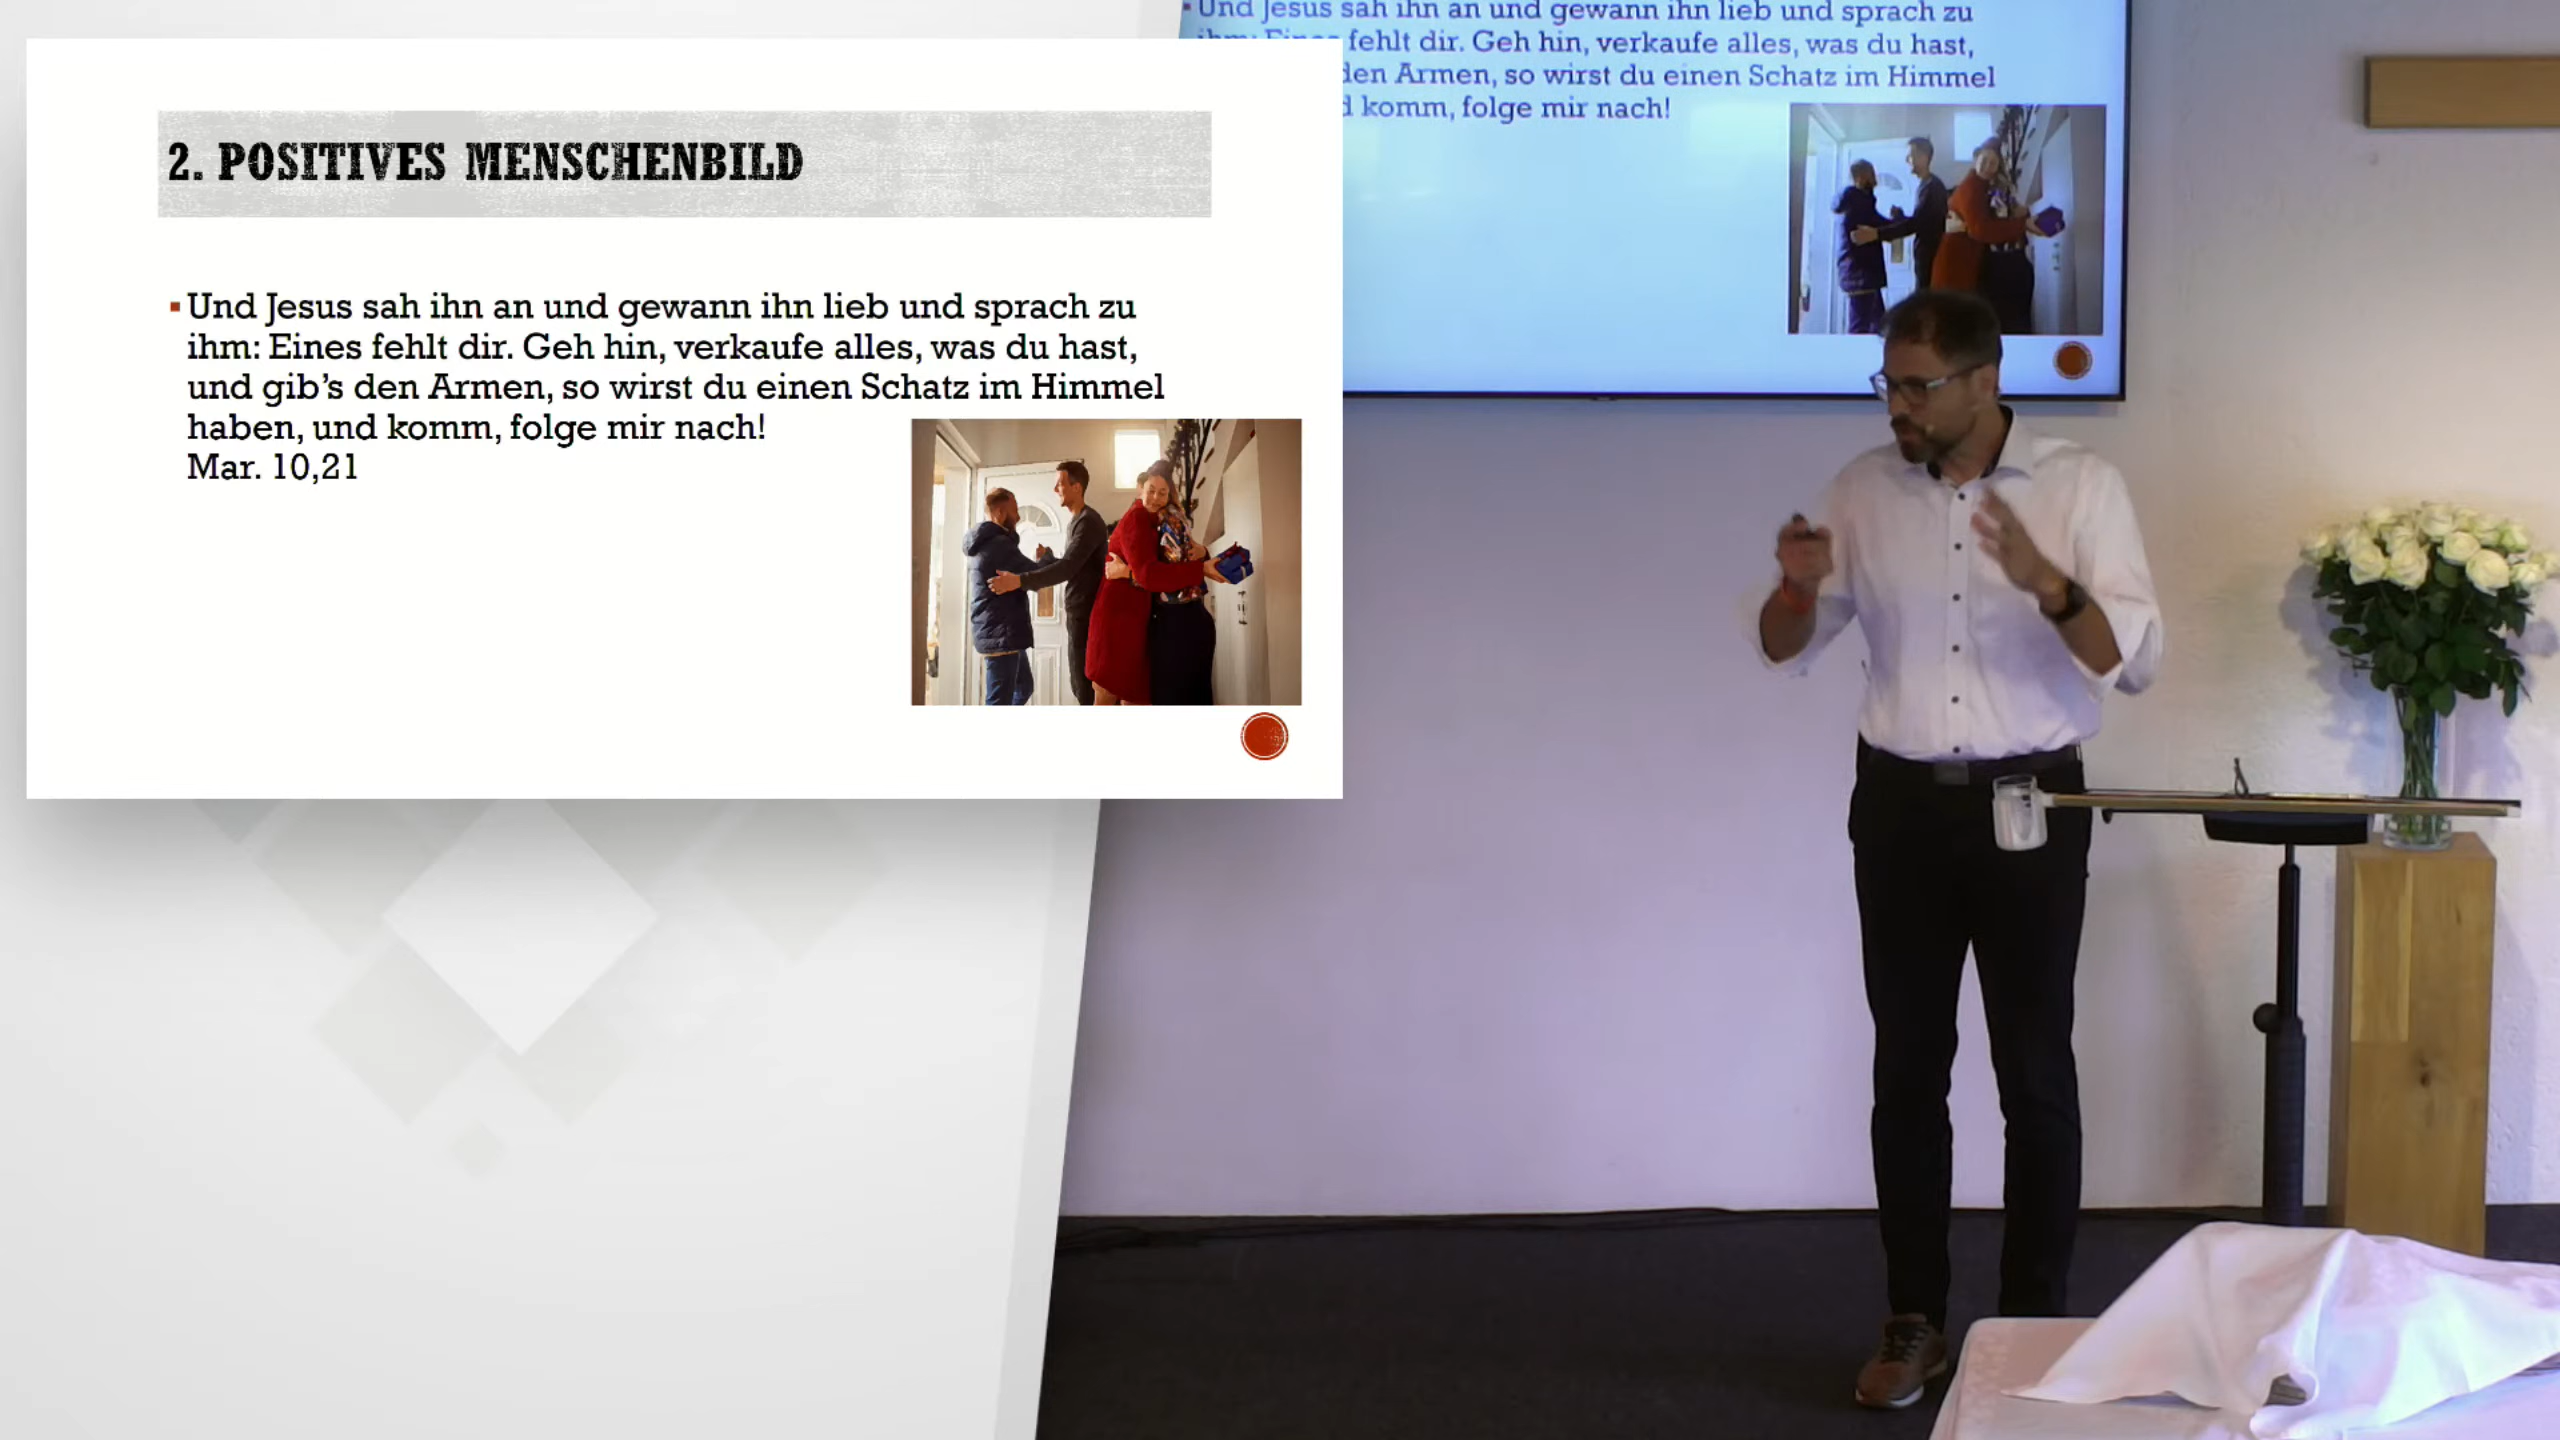 2. POSITIVES MENSCHENBILD
Und Jesus sah ihn an und gewann ihn lieb und sprach zu
ihm: Eines fehlt dir. Geh hin, verkaufe alles, was du hast,
und gib's den Armen, so wirst du einen Schatz im Himmel
haben, und komm, folge mir nach!
Mar. 10,21
Und Jesus sah ihn an und gewann ihn lieb und sprach zu
fehlt dir. Geh hin, verkaufe alles, was du hast,
den Armen, so wirst du einen Schatz im Himmel
komm, folge mir nach!